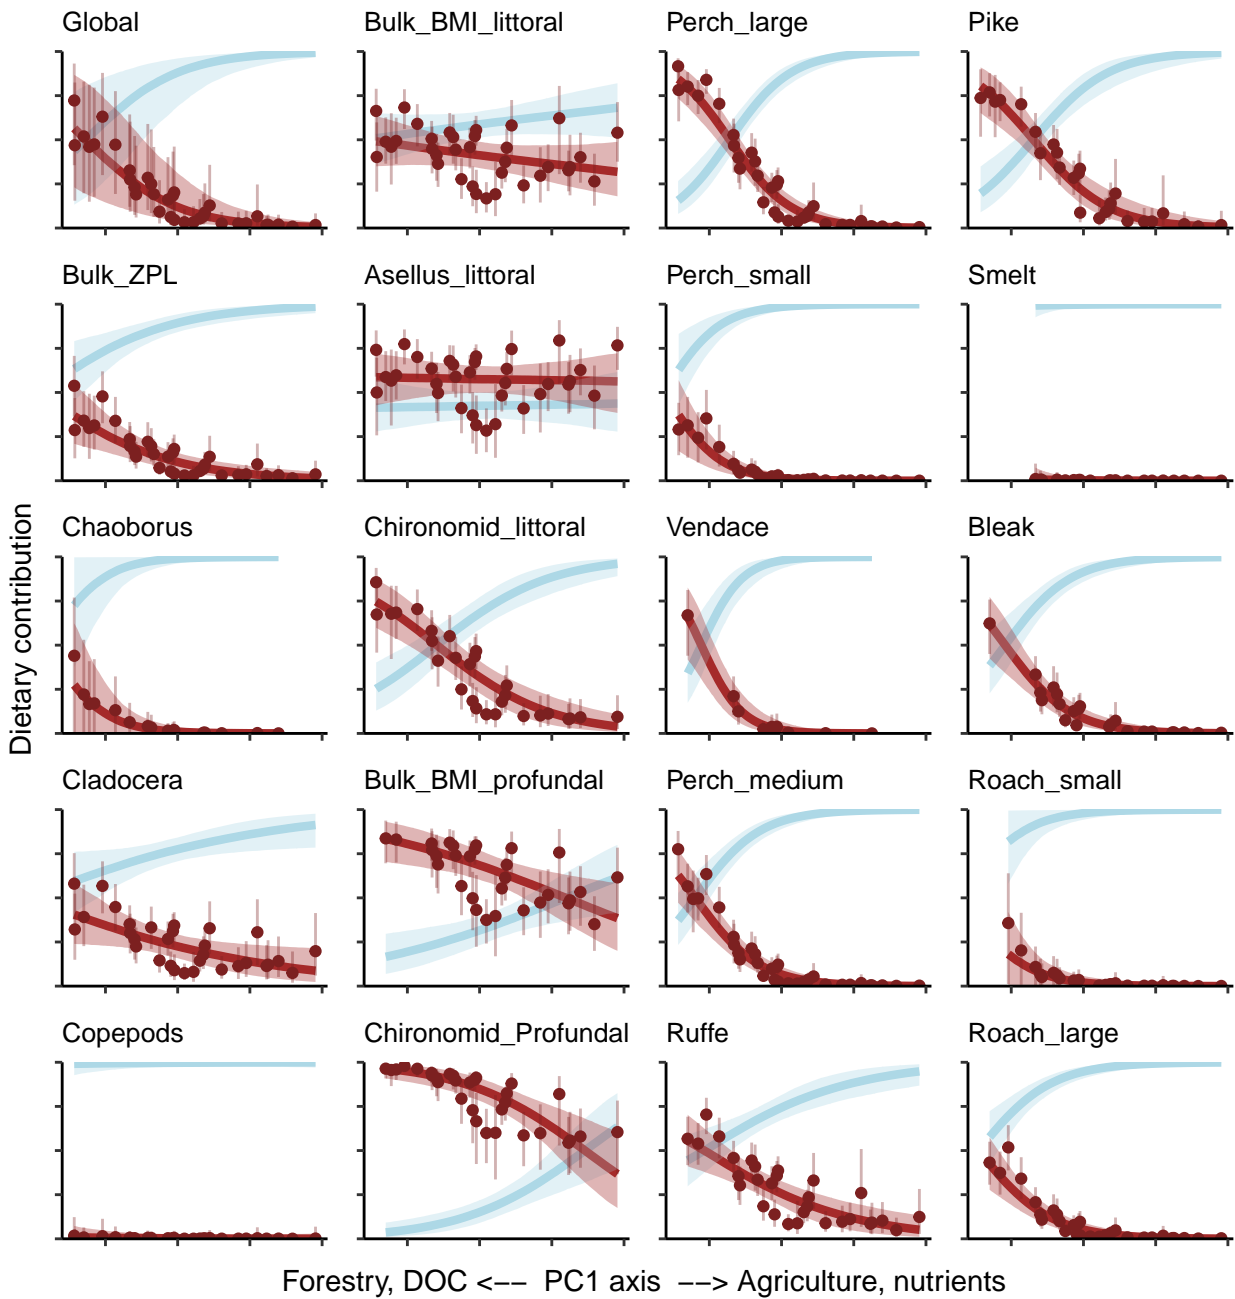 Global
Bulk_BMI_littoral
Perch_large
Pike
Bulk_ZPL
Asellus_littoral
Perch_small
Smelt
Chaoborus
Chironomid_littoral
Vendace
Bleak
Cladocera
Bulk_BMI_profundal
Perch_medium
Roach_small
Copepods
Chironomid_Profundal
Ruffe
Roach_large
Dietary contribution
Forestry, DOC <−− PC1 axis −−> Agriculture, nutrients